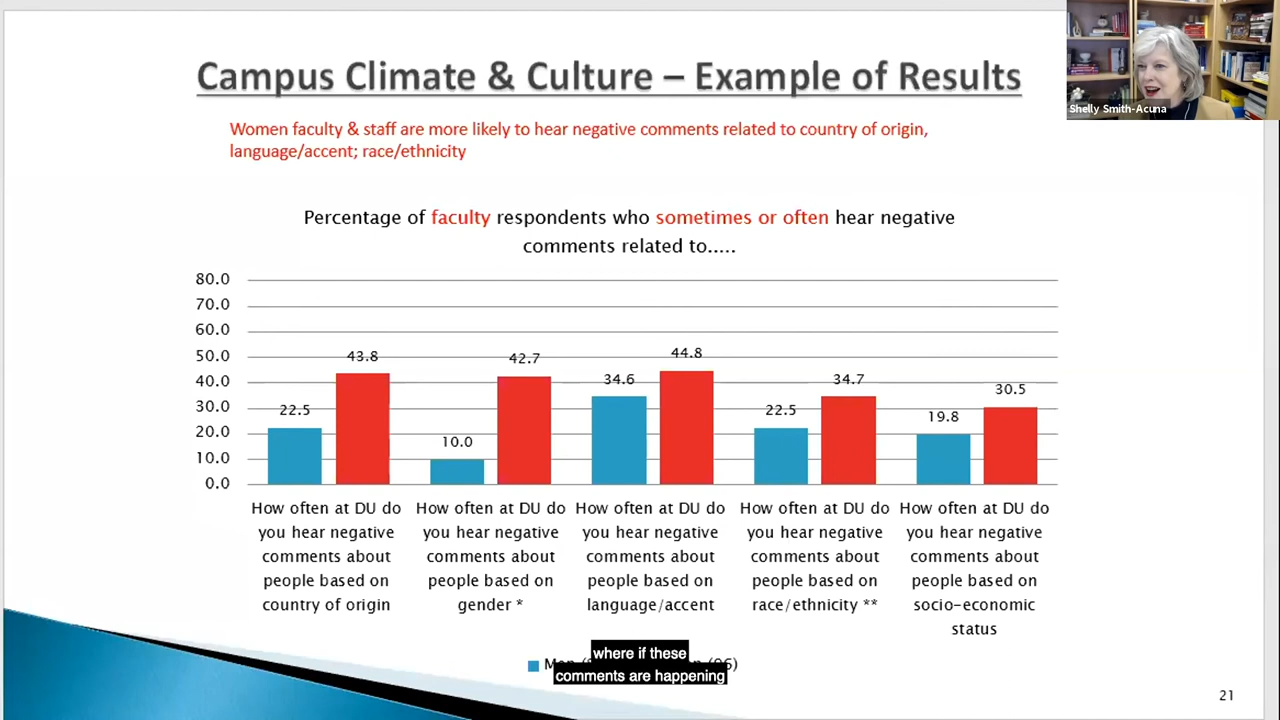 Campus Climate & Culture – Example of Results
Shelly Smith-Acuna
Women faculty & staff are more likely to hear negative comments related to country of origin,
language/accent; race/ethnicity
Percentage of faculty respondents who sometimes or often hear negative
comments related to.....
80.0
70.0
60.0
50.0
40.0
30.0
20.0
10.0
0.0
22.5
43.8
10.0
42.7
34.6
44.8
22.5
34.7
19.8
30.5
How often at DU do
you hear negative
comments about
people based on
country of origin
How often at DU do
you hear negative
comments about
people based on
gender *
How often at DU do
you hear negative
comments about
people based on
language/accent
How often at DU do
you hear negative
comments about
people based on
race/ethnicity **
How often at DU do
you hear negative
comments about
people based on
socio-economic
status
where if these
comments are happening
21